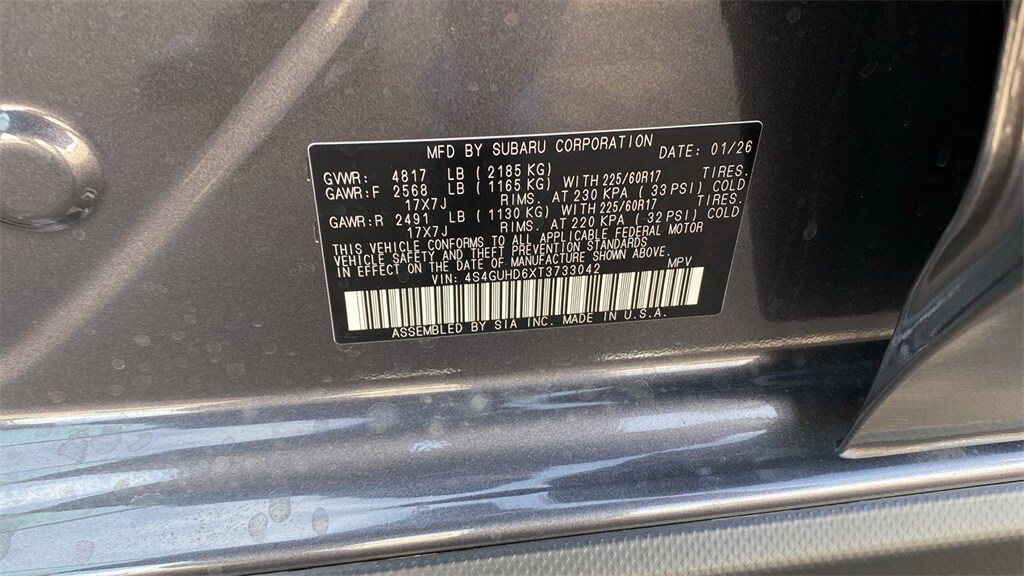 MFD BY SUBARU CORPORATION DATE: 01/26
GVWR: 4817 LB ( 2185 KG)
GAWR:F 2568 LB ( 1165 KG) WITH 225/60R17 TIRES.
17X7J RIMS. AT 230 KPA ( 33 PSI) COLD
GAWR:R 2491 LB ( 1130 KG) WITH 225/60R17 TIRES.
17X7J RIMS. AT 220 KPA ( 32 PSI) COLD
THIS VEHICLE CONFORMS TO ALL APPLICABLE FEDERAL MOTOR
VEHICLE SAFETY AND THEFT PREVENTION STANDARDS
IN EFFECT ON THE DATE OF MANUFACTURE SHOWN ABOVE.
VIN: 4S4GUHD6XT3733042 MPV
ASSEMBLED BY SIA INC. MADE IN U.S.A.